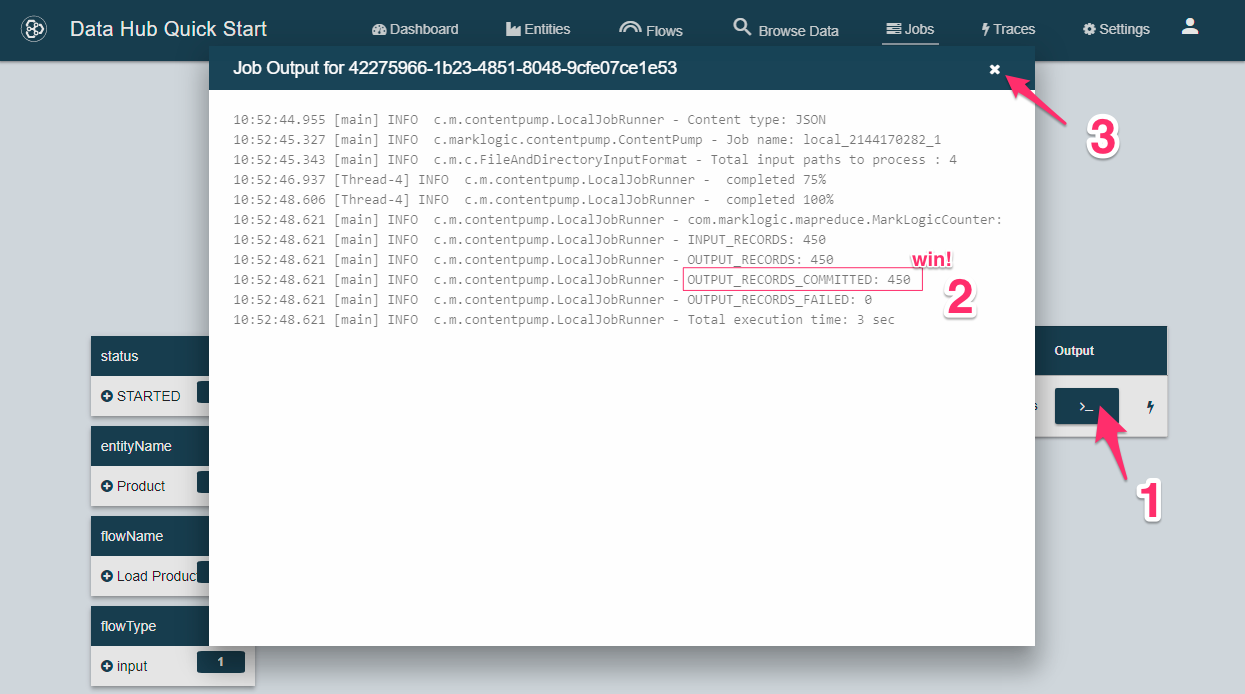 Data Hub Quick Start
Dashboard
Entities
Flows
Browse Data
Jobs
Traces
Settings
Job Output for 42275966-1b23-4851-8048-9cfe07ce1e53
3
10:52:44.955 [main] INFO  c.m.contentpump.LocalJobRunner - Content type: JSON
10:52:45.327 [main] INFO  c.marklogic.contentpump.ContentPump - Job name: local_2144170282_1
10:52:45.343 [main] INFO  c.m.c.FileAndDirectoryInputFormat - Total input paths to process : 4
10:52:46.937 [Thread-4] INFO  c.m.contentpump.LocalJobRunner -  completed 75%
10:52:48.606 [Thread-4] INFO  c.m.contentpump.LocalJobRunner -  completed 100%
10:52:48.621 [main] INFO  c.m.contentpump.LocalJobRunner - com.marklogic.mapreduce.MarkLogicCounter:
10:52:48.621 [main] INFO  c.m.contentpump.LocalJobRunner - INPUT_RECORDS: 450
10:52:48.621 [main] INFO  c.m.contentpump.LocalJobRunner - OUTPUT_RECORDS: 450
win!
10:52:48.621 [main] INFO  c.m.contentpump.LocalJobRunner - OUTPUT_RECORDS_COMMITTED: 450
2
10:52:48.621 [main] INFO  c.m.contentpump.LocalJobRunner - OUTPUT_RECORDS_FAILED: 0
10:52:48.621 [main] INFO  c.m.contentpump.LocalJobRunner - Total execution time: 3 sec
status
STARTED
entityName
Product
flowName
Load Produc
flowType
input
1
Output
s
>_
1